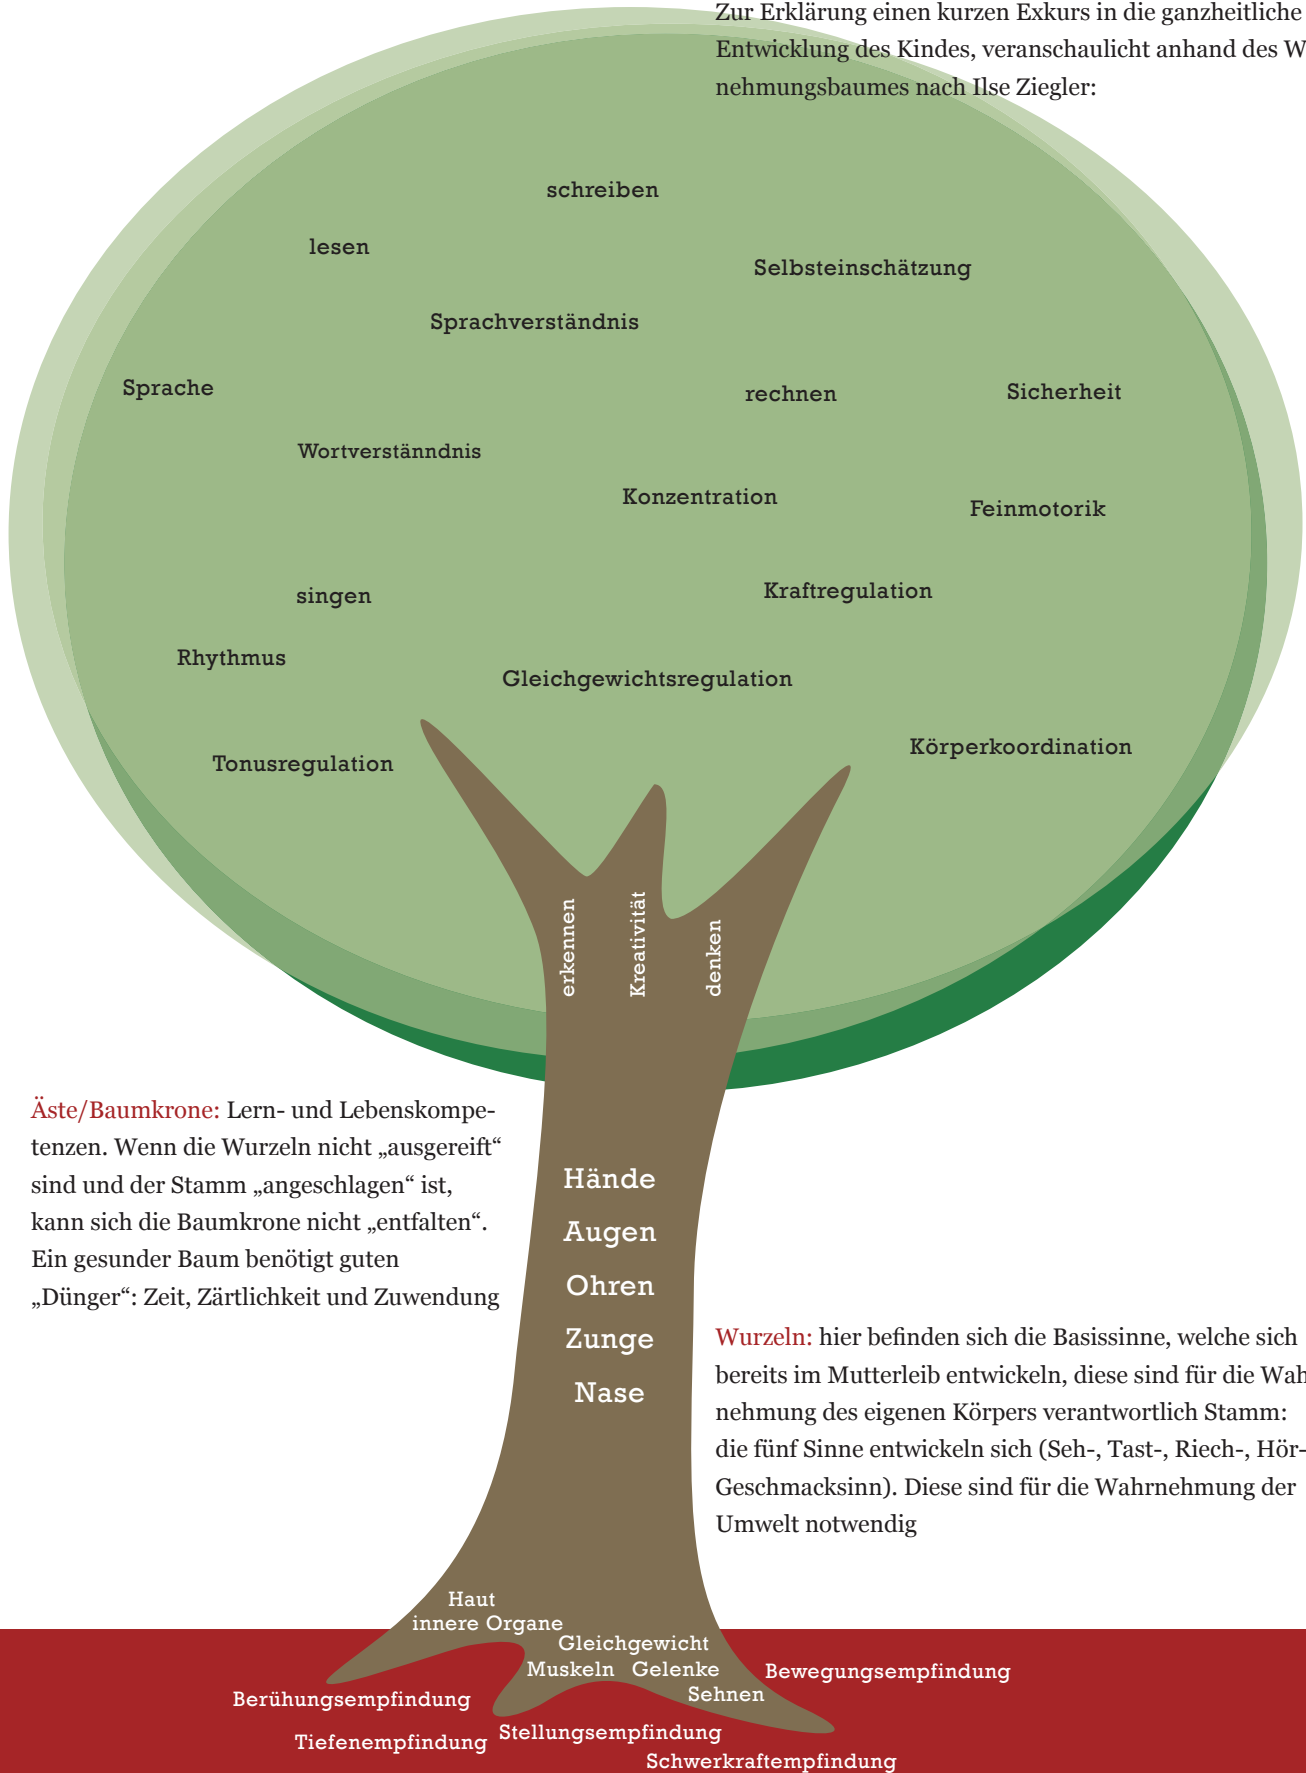 Zur Erklärung einen kurzen Exkurs in die ganzheitliche
Entwicklung des Kindes, veranschaulicht anhand des W
nehmungsbaumes nach Ilse Ziegler:
schreiben
lesen
Selbsteinschätzung
Sprachverständnis
Sprache
rechnen
Sicherheit
Wortverstänndnis
Konzentration
Feinmotorik
singen
Kraftregulation
Rhythmus
Gleichgewichtsregulation
Tonusregulation
Körperkoordination
erkennen
Kreativität
denken
Äste/Baumkrone: Lern- und Lebenskompe-
tenzen. Wenn die Wurzeln nicht „ausgereift“
sind und der Stamm „angeschlagen“ ist,
kann sich die Baumkrone nicht „entfalten“.
Ein gesunder Baum benötigt guten
„Dünger“: Zeit, Zärtlichkeit und Zuwendung
Hände
Augen
Ohren
Zunge
Nase
Wurzeln: hier befinden sich die Basissinne, welche sich
bereits im Mutterleib entwickeln, diese sind für die Wah
nehmung des eigenen Körpers verantwortlich Stamm:
die fünf Sinne entwickeln sich (Seh-, Tast-, Riech-, Hör-
Geschmacksinn). Diese sind für die Wahrnehmung der
Umwelt notwendig
Haut
innere Organe
Gleichgewicht
Muskeln Gelenke
Sehnen
Bewegungsempfindung
Berühungsempfindung
Tiefenempfindung
Stellungsempfindung
Schwerkraftempfindung